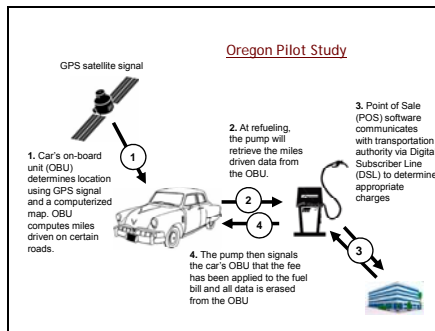 Oregon Pilot Study
GPS satellite signal
1. Car's on-board
unit (OBU)
determines location
using GPS signal
and a computerized
map. OBU
computes miles
driven on certain
roads.
1
2. At refueling,
the pump will
retrieve the miles
driven data from
the OBU.
2
4
4. The pump then signals
the car's OBU that the fee
has been applied to the fuel
bill and all data is erased
from the OBU
3. Point of Sale
(POS) software
communicates
with transportation
authority via Digital
Subscriber Line
(DSL) to determine
appropriate
charges
3